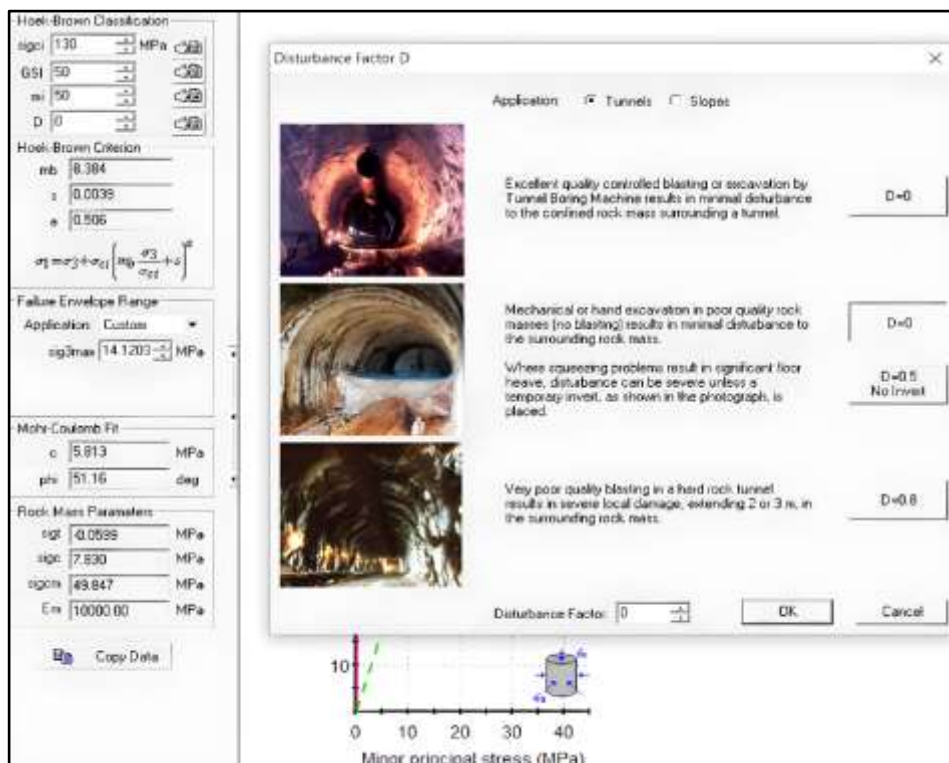 Hoek-Brown Classification
sigci 130 MPa
GSI 50
mi 50
D 0
Hoek-Brown Criterion
mb 8.384
s 0.0039
a 0.506
σ1=σ3+σci(mb σ3/σci+s)^a
Failure Envelope Range
Application: Custom
sig3max 14.1203 MPa
Mohr-Coulomb Fit
c 5.813 MPa
phi 51.16 deg
Rock Mass Parameters
sigt -0.0599 MPa
sigc 7.830 MPa
sigcm 49.847 MPa
Em 10000.00 MPa
Copy Data
Disturbance Factor D
Application: Tunnels Slopes
Excellent quality controlled blasting or excavation by
Tunnel Boring Machine results in minimal disturbance
to the confined rock mass surrounding a tunnel.
D=0
Mechanical or hand excavation in poor quality rock
masses (no blasting) results in minimal disturbance to
the surrounding rock mass.
D=0
Where squeezing problems result in significant floor
heave, disturbance can be severe unless a
temporary invert, as shown in the photograph, is
placed.
D=0.5
No Invert
Very poor quality blasting in a hard rock tunnel
results in severe local damage, extending 2 or 3 m, in
the surrounding rock mass.
D=0.8
Disturbance Factor: 0
OK
Cancel
10
0 10 20 30 40
Minor principal stress (MPa)